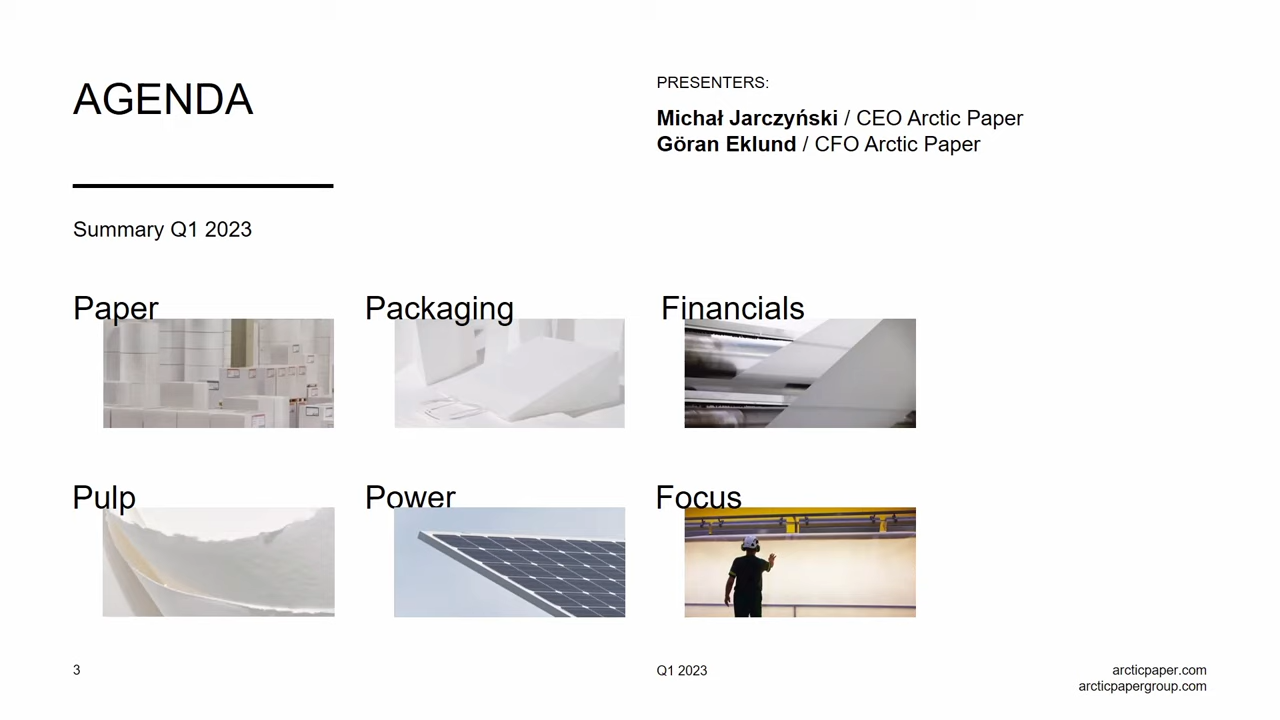 AGENDA
PRESENTERS:
Michał Jarczyński / CEO Arctic Paper
Göran Eklund / CFO Arctic Paper
Summary Q1 2023
Paper
Packaging
Financials
Pulp
Power
Focus
3
Q1 2023
arcticpaper.com
arcticpapergroup.com